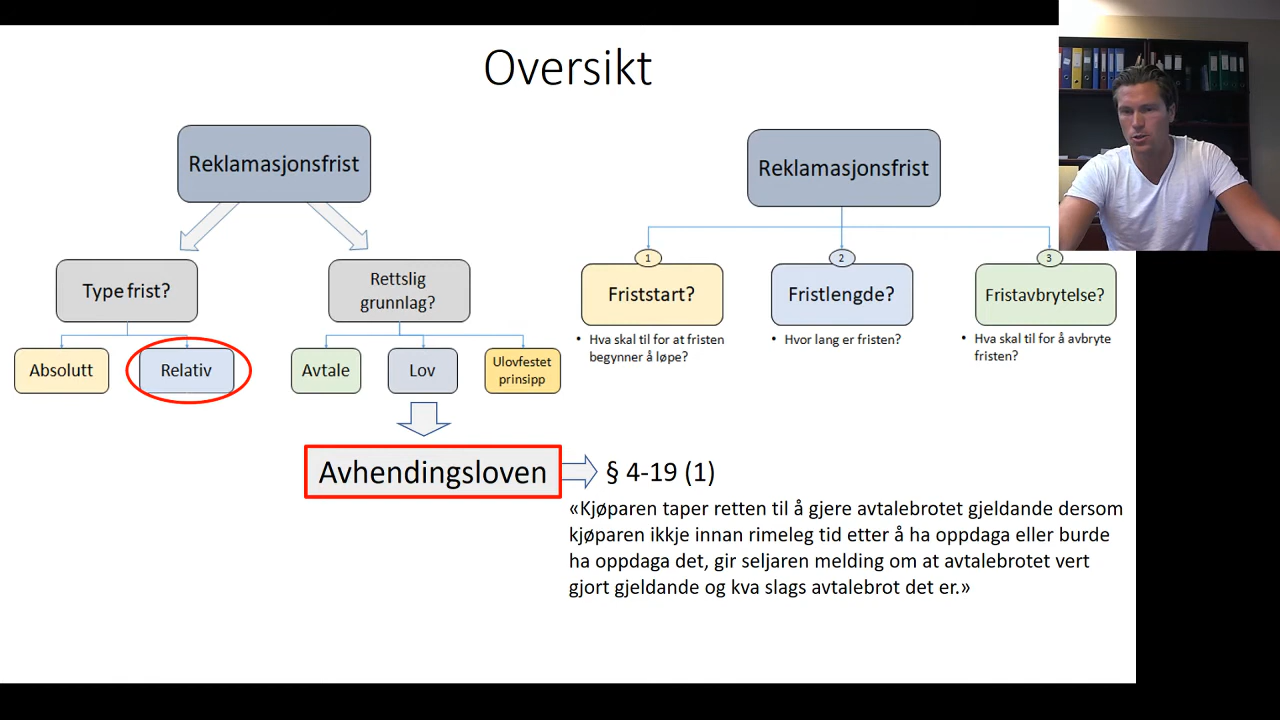 Oversikt
Reklamasjonsfrist
Type frist?
Rettslig
grunnlag?
Absolutt
Relativ
Avtale
Lov
Ulovfestet
prinsipp
Reklamasjonsfrist
1
Friststart?
• Hva skal til for at fristen
begynner å løpe?
2
Fristlengde?
• Hvor lang er fristen?
3
Fristavbrytelse?
• Hva skal til for å avbryte
fristen?
Avhendingsloven
§ 4-19 (1)
«Kjøparen taper retten til å gjere avtalebrotet gjeldande dersom
kjøparen ikkje innan rimeleg tid etter å ha oppdaga eller burde
ha oppdaga det, gir seljaren melding om at avtalebrotet vert
gjort gjeldande og kva slags avtalebrot det er.»